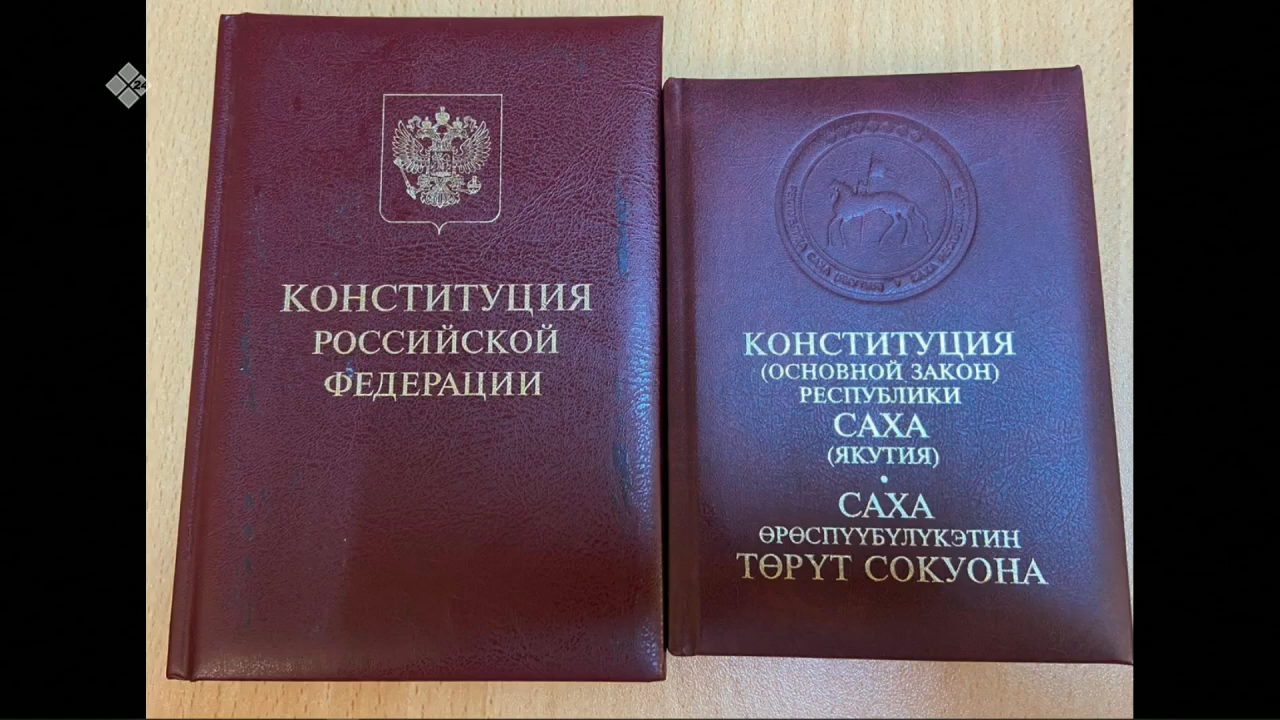 КОНСТИТУЦИЯ
РОССИЙСКОЙ
ФЕДЕРАЦИИ
КОНСТИТУЦИЯ
(ОСНОВНОЙ ЗАКОН)
РЕСПУБЛИКИ
САХА
(ЯКУТИЯ)
•
САХА
ӨРӨСПҮҮБҮЛҮКЭТИН
ТӨРҮТ СОКУОНА